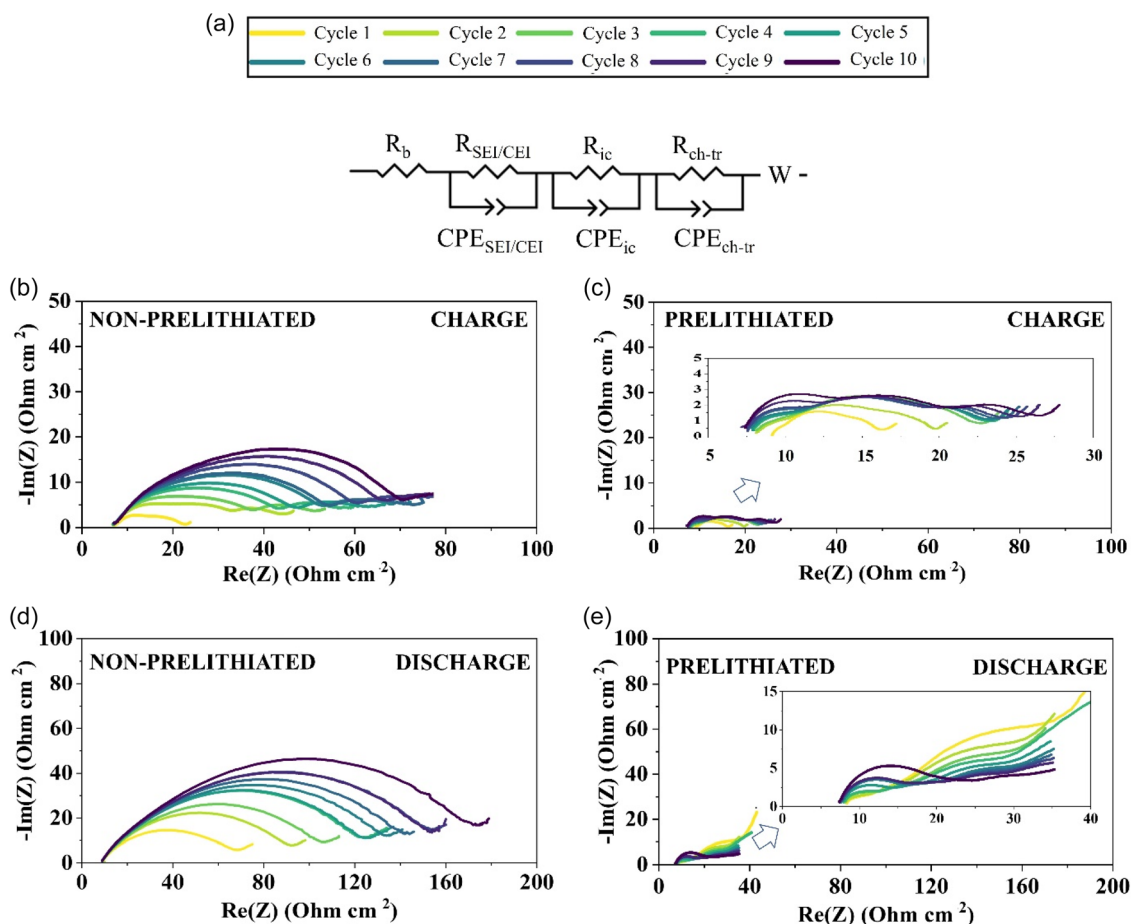 (a)
Cycle 1 Cycle 2 Cycle 3 Cycle 4 Cycle 5
Cycle 6 Cycle 7 Cycle 8 Cycle 9 Cycle 10
R_b R_SEI/CEI R_ic R_ch-tr
W -
CPE_SEI/CEI CPE_ic CPE_ch-tr
(b)
NON-PRELITHIATED CHARGE
-Im(Z) (Ohm cm^2)
50
40
30
20
10
0
0 20 40 60 80 100
Re(Z) (Ohm cm^-2)
(c)
PRELITHIATED CHARGE
-Im(Z) (Ohm cm^2)
50
40
30
20
10
0
5
4
3
2
1
0
5 10 15 20 25 30
0 20 40 60 80 100
Re(Z) (Ohm cm^-2)
(d)
NON-PRELITHIATED DISCHARGE
-Im(Z) (Ohm cm^2)
100
80
60
40
20
0
0 40 80 120 160 200
Re(Z) (Ohm cm^-2)
(e)
PRELITHIATED DISCHARGE
-Im(Z) (Ohm cm^2)
100
80
60
40
20
0
15
10
5
0
0 10 20 30 40
0 40 80 120 160 200
Re(Z) (Ohm cm^-2)